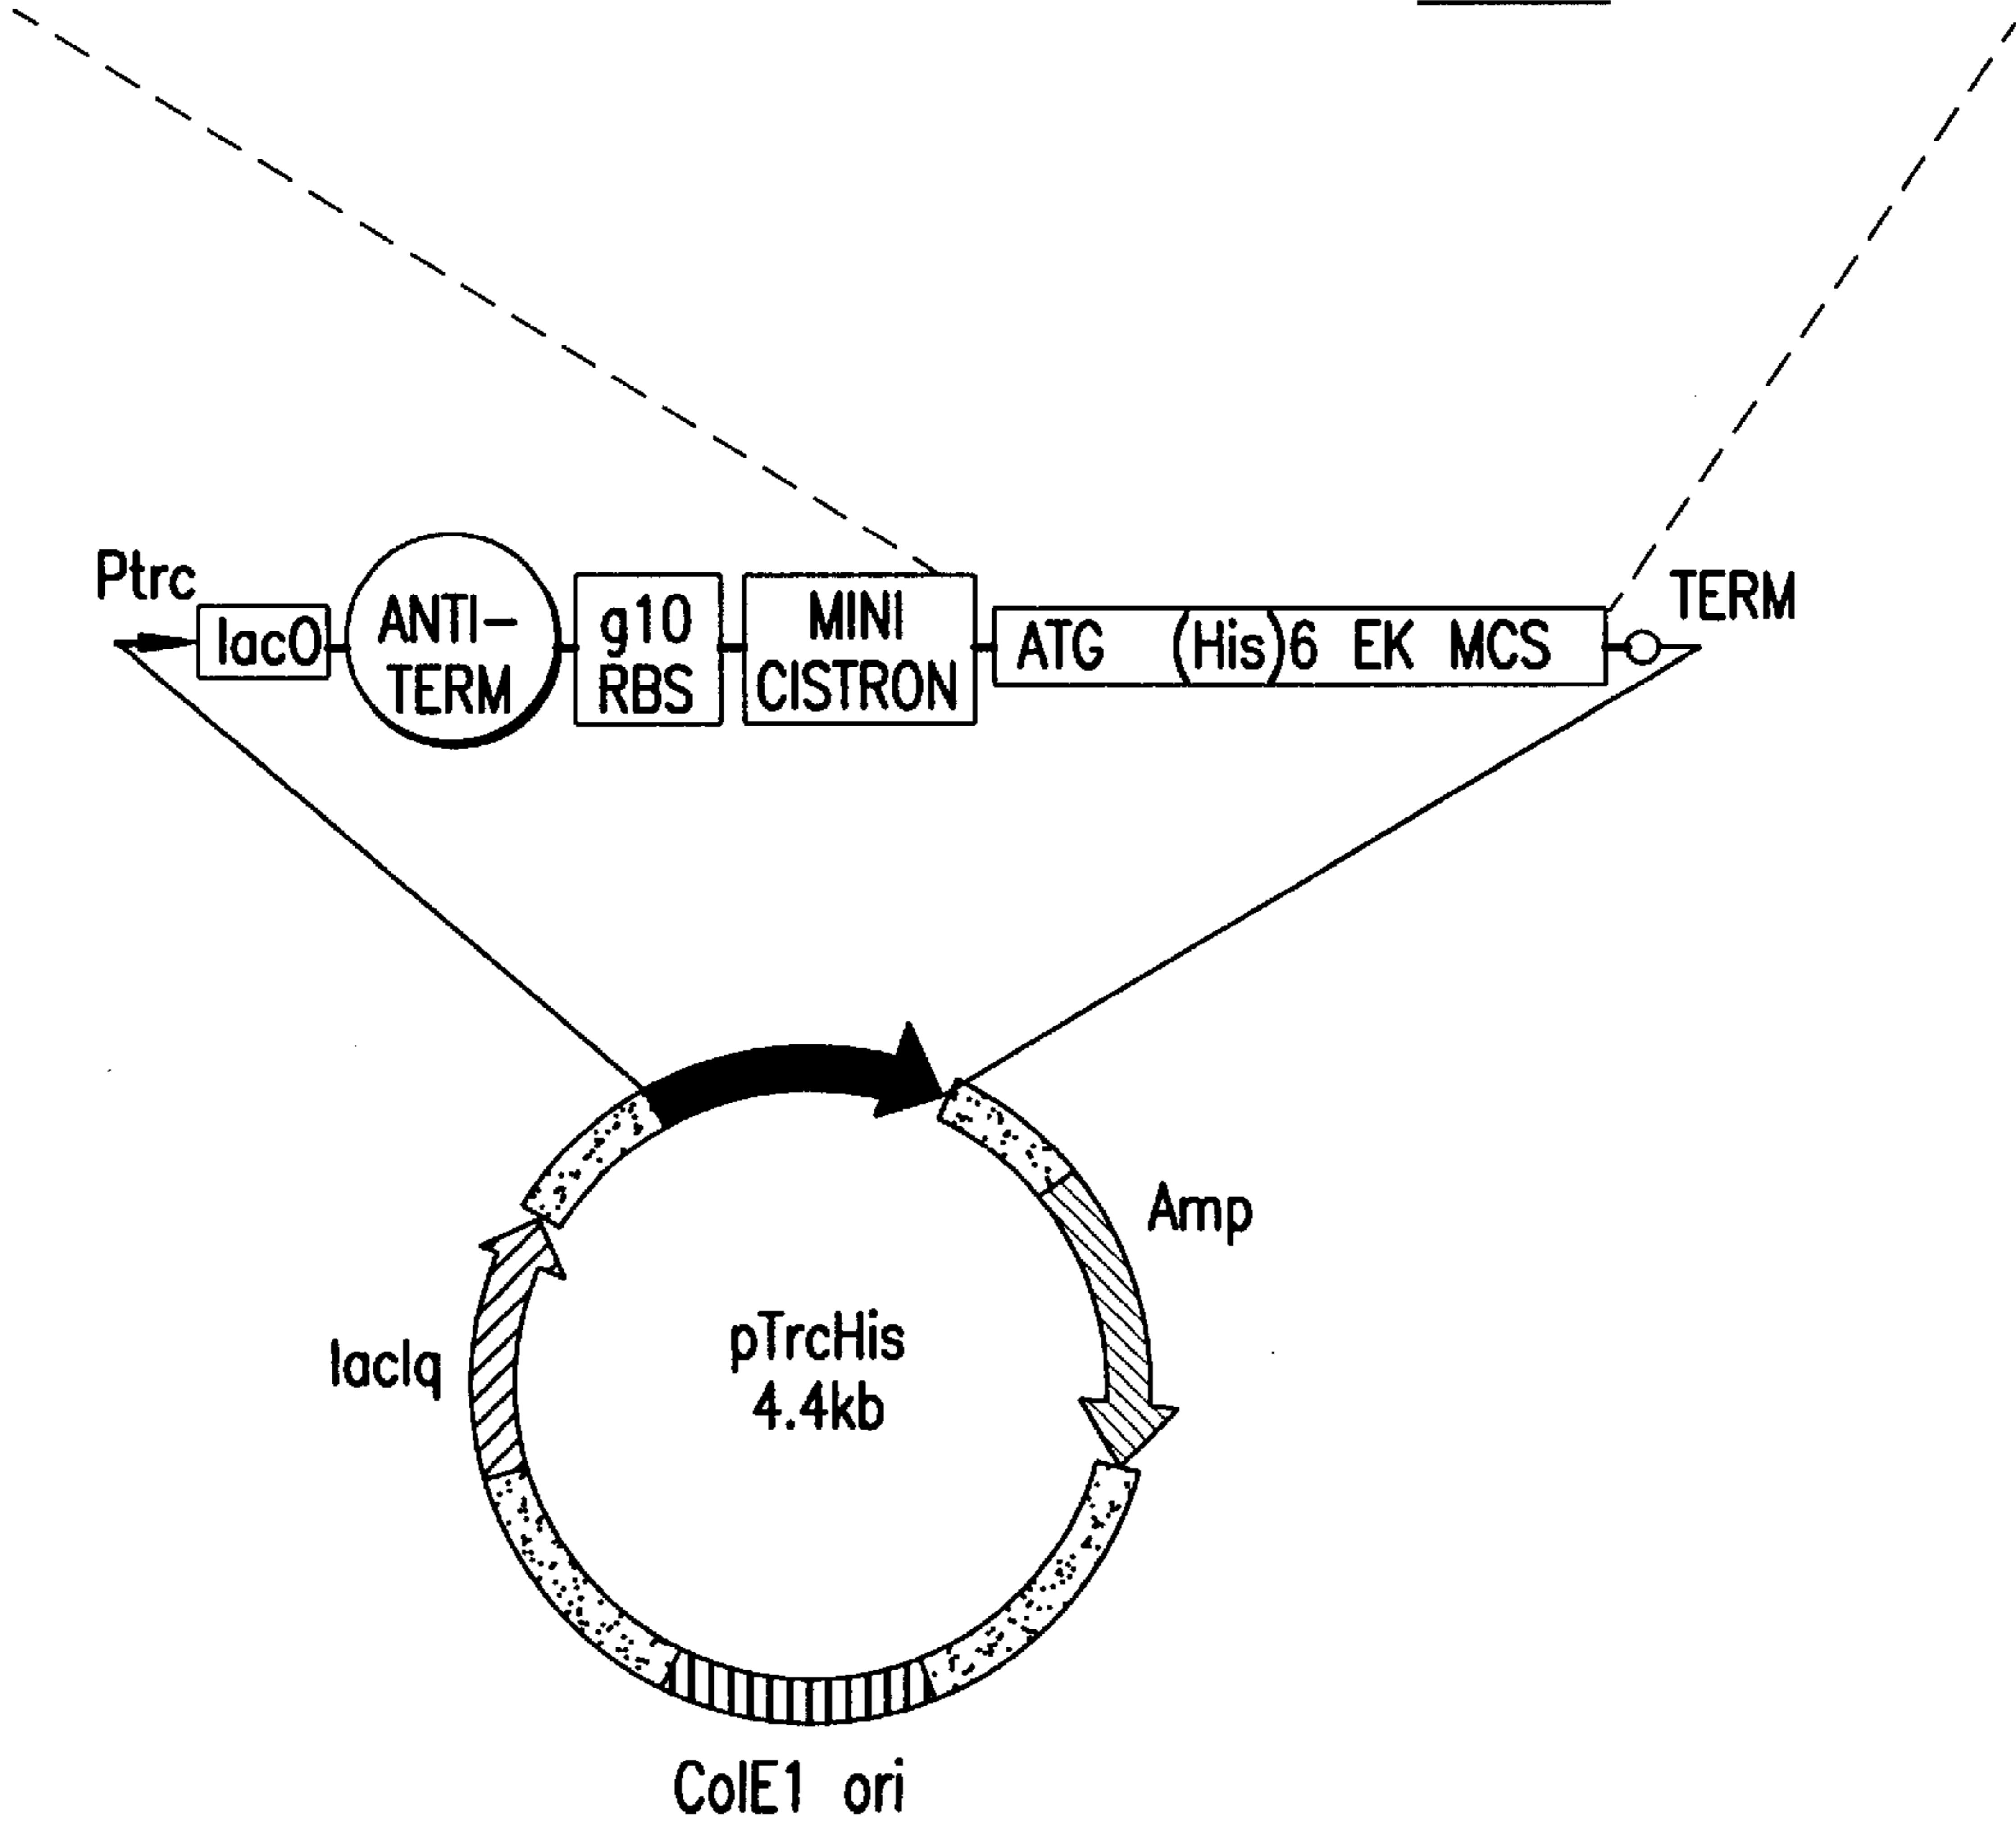 Ptrc
lacO
ANTI-
TERM
g10
RBS
MINI
CISTRON
ATG (His)6 EK MCS
TERM
Amp
lacIq
pTrcHis
4.4kb
ColE1 ori